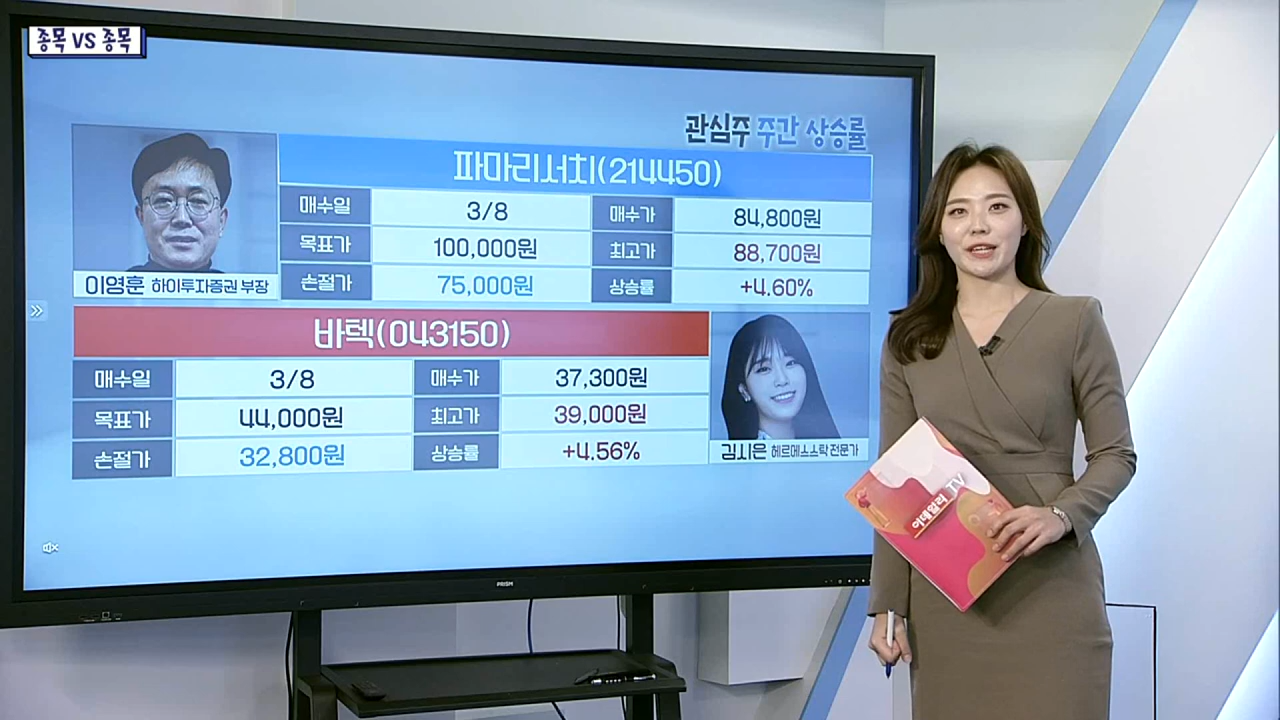 종목 VS 종목
관심주 주간 상승률
파마리서치(214450)
매수일 3/8 매수가 84,800원
목표가 100,000원 최고가 88,700원
손절가 75,000원 상승률 +4.60%
이영훈 하이투자증권 부장
바텍(043150)
매수일 3/8 매수가 37,300원
목표가 44,000원 최고가 39,000원
손절가 32,800원 상승률 +4.56%
김시은 헤르메스스탁 전문가
PRISM
이데일리 TV